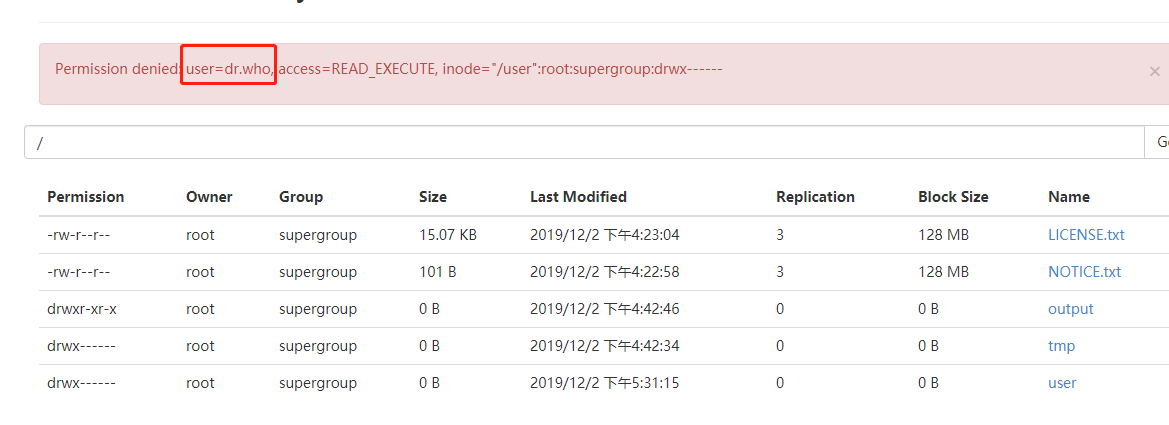 Permission denied: user=dr.who, access=READ_EXECUTE, inode="/user":root:supergroup:drwx------
×
/
Permission Owner Group Size Last Modified Replication Block Size Name
-rw-r--r-- root supergroup 15.07 KB 2019/12/2 下午4:23:04 3 128 MB LICENSE.txt
-rw-r--r-- root supergroup 101 B 2019/12/2 下午4:22:58 3 128 MB NOTICE.txt
drwxr-xr-x root supergroup 0 B 2019/12/2 下午4:42:46 0 0 B output
drwx------ root supergroup 0 B 2019/12/2 下午4:42:34 0 0 B tmp
drwx------ root supergroup 0 B 2019/12/2 下午5:31:15 0 0 B user